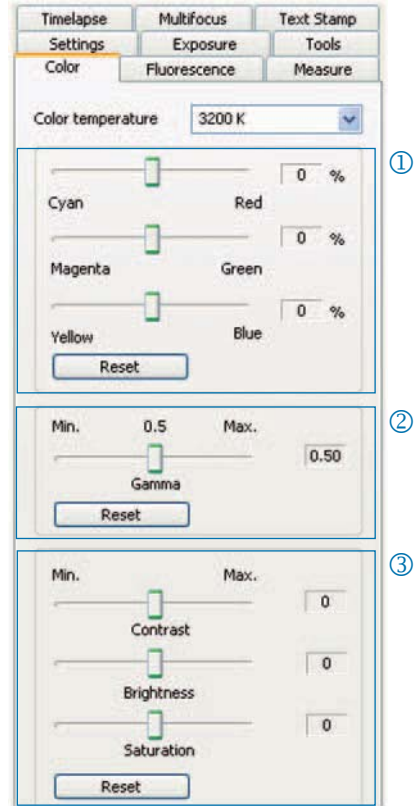 Timelapse Multifocus Text Stamp
Settings Exposure Tools
Color Fluorescence Measure
Color temperature 3200 K
①
0 %
Cyan Red
0 %
Magenta Green
0 %
Yellow Blue
Reset
②
Min. 0.5 Max.
0.50
Gamma
Reset
③
Min. Max.
0
Contrast
0
Brightness
0
Saturation
Reset